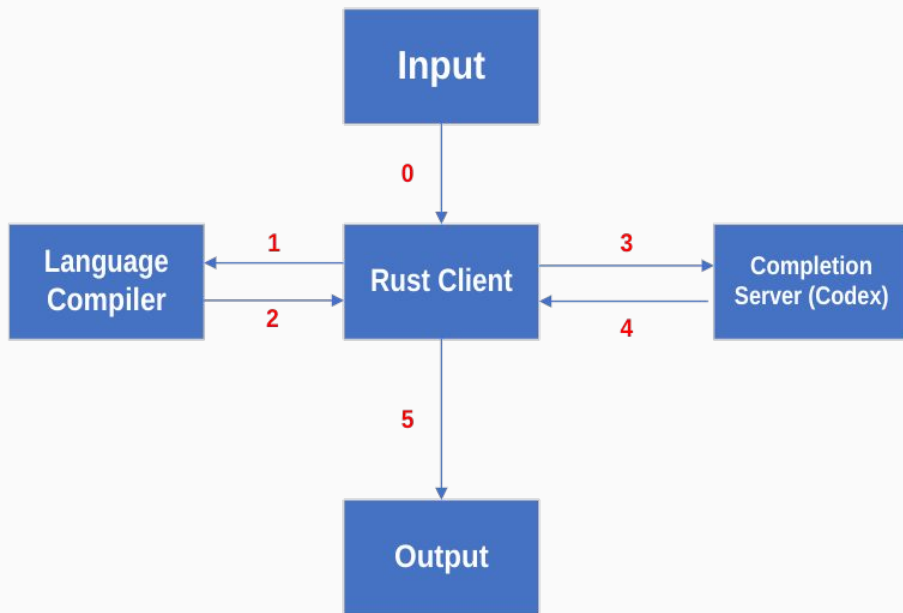 Input
0
1
3
Language
Compiler
Rust Client
Completion
Server (Codex)
2
4
5
Output